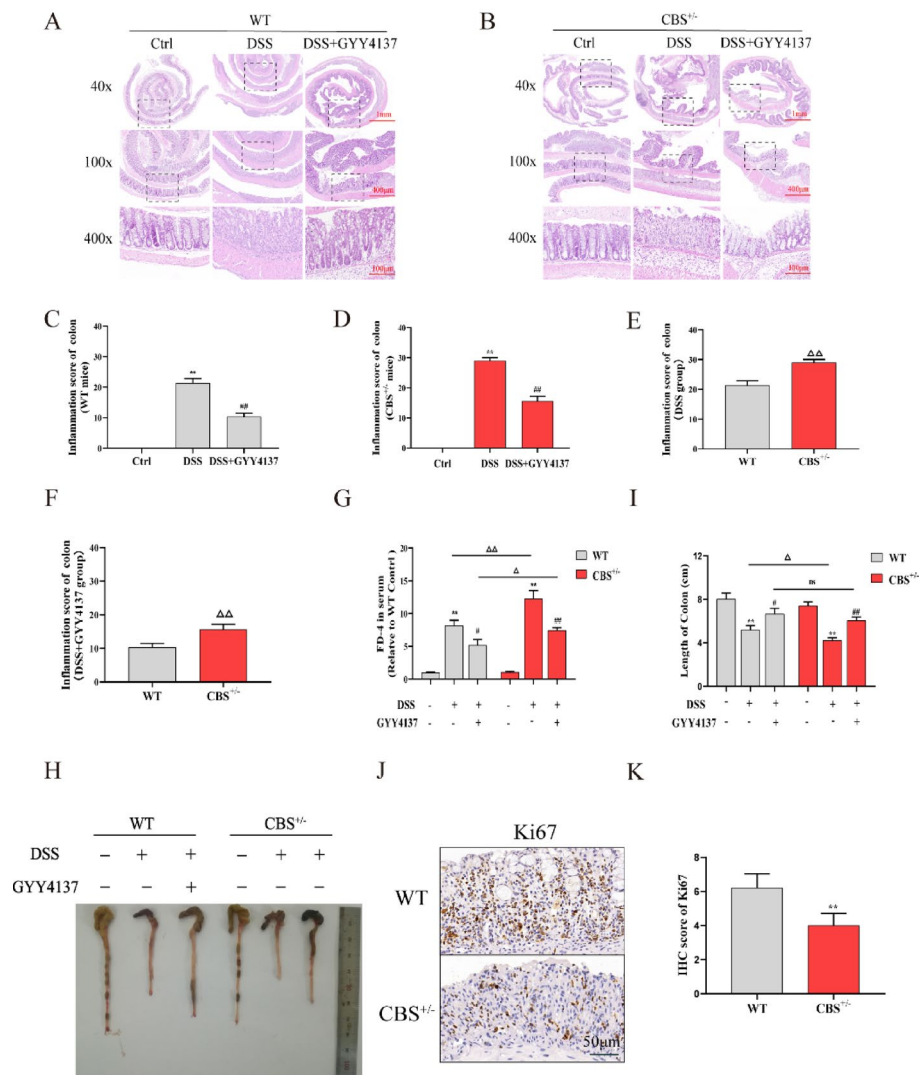 A
WT
Ctrl
DSS
DSS+GYY4137
40x
100x
400x
1mm
400μm
100μm
B
CBS+/-
Ctrl
DSS
DSS+GYY4137
40x
100x
400x
1mm
400μm
100μm
C
Inflammation score of colon
(WT mice)
40
30
20
10
0
**
*#
Ctrl
DSS
DSS+GYY4137
D
Inflammation score of colon
(CBS+/- mice)
40
30
20
10
0
**
##
Ctrl
DSS
DSS+GYY4137
E
Inflammation score of colon
(DSS group)
40
30
20
10
0
△△
WT
CBS+/-
F
Inflammation score of colon
(DSS+GYY4137 group)
40
30
20
10
0
△△
WT
CBS+/-
G
FD-4 in serum
(Relatve to WT Contrl)
20
15
10
5
0
△△
△
** # ** ##
WT
CBS+/-
DSS - + + - + +
GYY4137 - - + - - +
I
Length of Colon (cm)
12
8
4
0
△
ns
** # ** ##
WT
CBS+/-
DSS - + + - + +
GYY4137 - - + - - +
H
WT CBS+/-
DSS - + + - + +
GYY4137 - - + - - -
J
Ki67
WT
CBS+/-
50μm
K
IHC score of Ki67
8
6
4
2
0
**
WT
CBS+/-